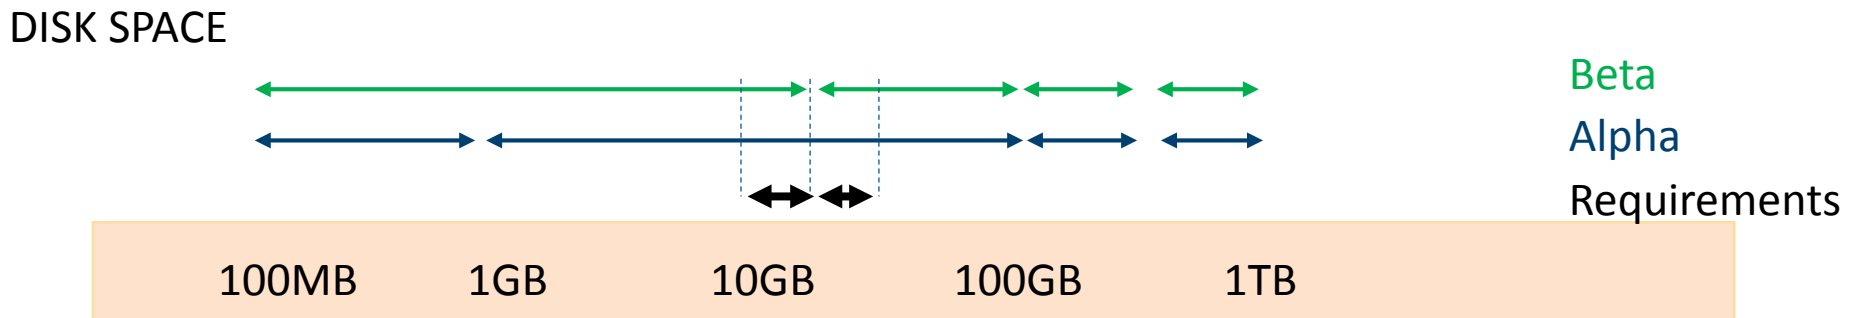 DISK SPACE
Beta
Alpha
Requirements
100MB 1GB 10GB 100GB 1TB